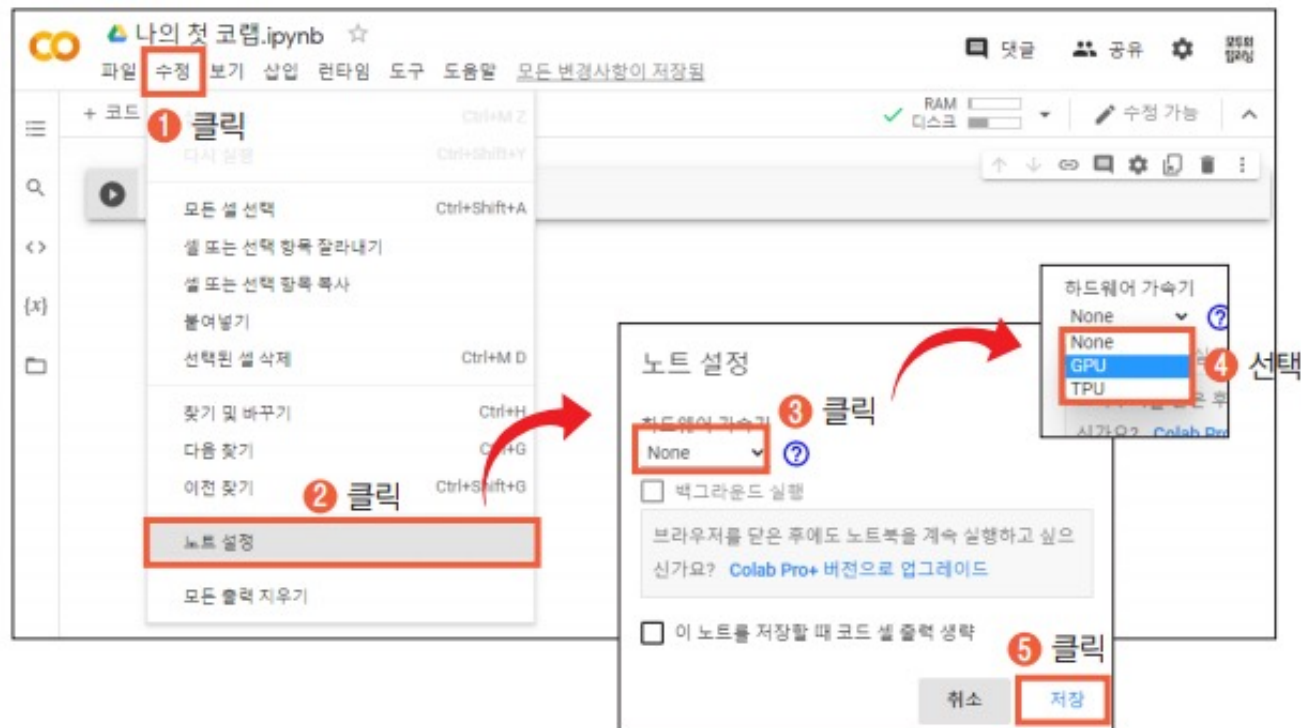 CO 나의 첫 코랩.ipynb
댓글 공유 모두의 딥러닝
파일 수정 보기 삽입 런타임 도구 도움말 모든 변경사항이 저장됨
+ 코드
1 클릭
Ctrl+M Z
RAM
디스크
수정 가능
다시 실행 Ctrl+Shift+Y
모든 셀 선택 Ctrl+Shift+A
셀 또는 선택 항목 잘라내기
셀 또는 선택 항목 복사
붙여넣기
선택된 셀 삭제 Ctrl+M D
찾기 및 바꾸기 Ctrl+H
다음 찾기 Ctrl+G
이전 찾기 Ctrl+Shift+G
2 클릭
노트 설정
모든 출력 지우기
<>
{x}
노트 설정
3 클릭
하드웨어 가속기
None ?
백그라운드 실행
브라우저를 닫은 후에도 노트북을 계속 실행하고 싶으
신가요? Colab Pro+ 버전으로 업그레이드
이 노트를 저장할 때 코드 셀 출력 생략
5 클릭
취소 저장
하드웨어 가속기
None ?
None
GPU
TPU
4 선택
신가요? Colab Pro